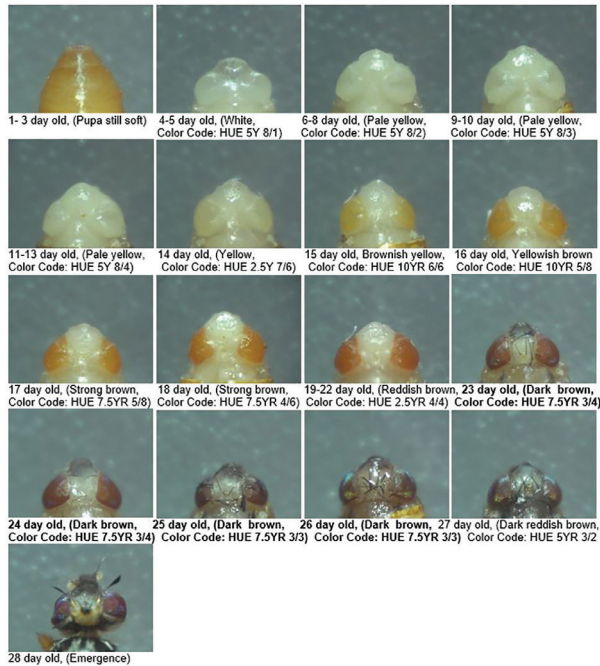 1- 3 day old, (Pupa still soft)
4-5 day old, (White,
Color Code: HUE 5Y 8/1)
6-8 day old, (Pale yellow,
Color Code: HUE 5Y 8/2)
9-10 day old, (Pale yellow,
Color Code: HUE 5Y 8/3)
11-13 day old, (Pale yellow,
Color Code: HUE 5Y 8/4)
14 day old, (Yellow,
Color Code: HUE 2.5Y 7/6)
15 day old, Brownish yellow,
Color Code: HUE 10YR 6/6
16 day old, Yellowish brown
Color Code: HUE 10YR 5/8
17 day old, (Strong brown,
Color Code: HUE 7.5YR 5/8)
18 day old, (Strong brown,
Color Code: HUE 7.5YR 4/6)
19-22 day old, (Reddish brown,
Color Code: HUE 2.5YR 4/4)
23 day old, (Dark brown,
Color Code: HUE 7.5YR 3/4)
24 day old, (Dark brown,
Color Code: HUE 7.5YR 3/4)
25 day old, (Dark brown,
Color Code: HUE 7.5YR 3/3)
26 day old, (Dark brown,
Color Code: HUE 7.5YR 3/3)
27 day old, (Dark reddish brown,
Color Code: HUE 5YR 3/2
28 day old, (Emergence)